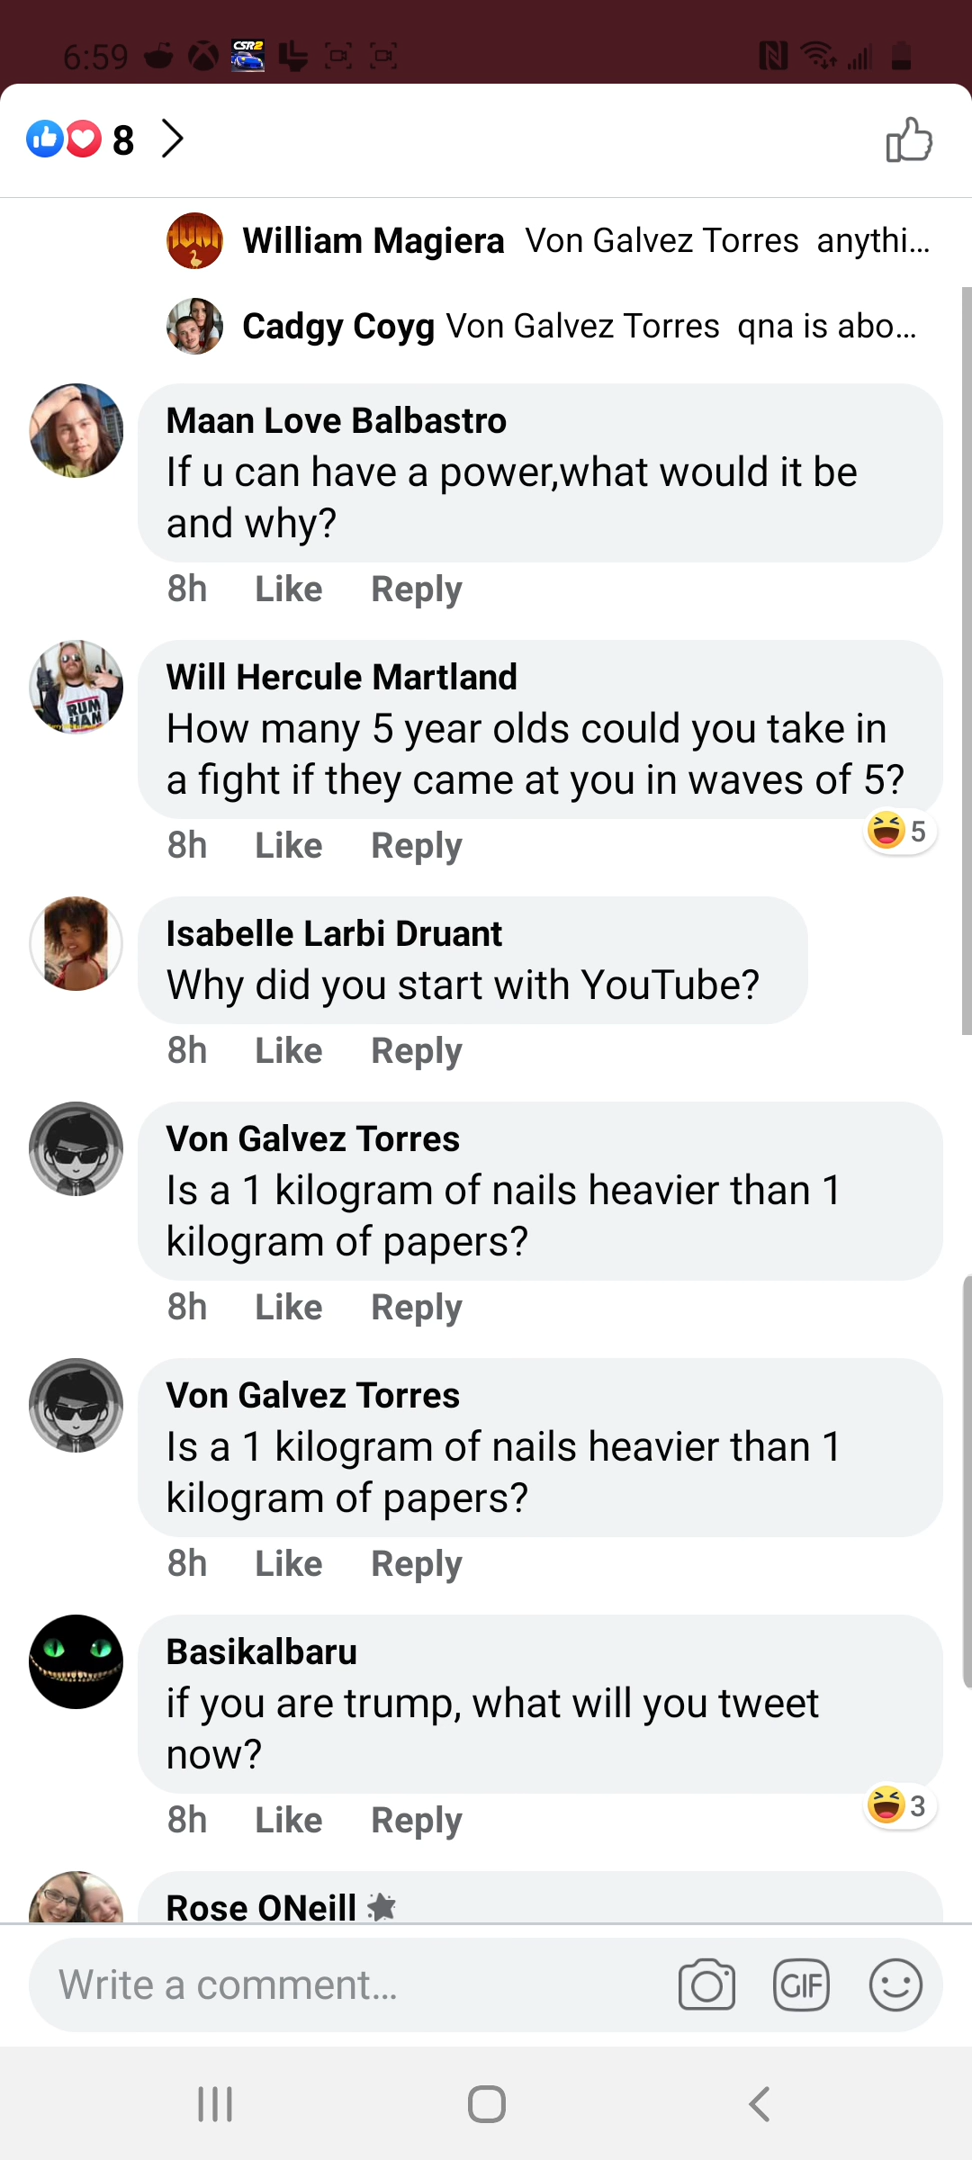 6:59
CSR2
8
William Magiera Von Galvez Torres anythi...
Cadgy Coyg Von Galvez Torres qna is abo...
Maan Love Balbastro
If u can have a power,what would it be
and why?
8h Like Reply
RUM
HAM
Will Hercule Martland
How many 5 year olds could you take in
a fight if they came at you in waves of 5?
5
8h Like Reply
Isabelle Larbi Druant
Why did you start with YouTube?
8h Like Reply
Von Galvez Torres
Is a 1 kilogram of nails heavier than 1
kilogram of papers?
8h Like Reply
Von Galvez Torres
Is a 1 kilogram of nails heavier than 1
kilogram of papers?
8h Like Reply
Basikalbaru
if you are trump, what will you tweet
now?
3
8h Like Reply
Rose ONeill
Write a comment...
GIF